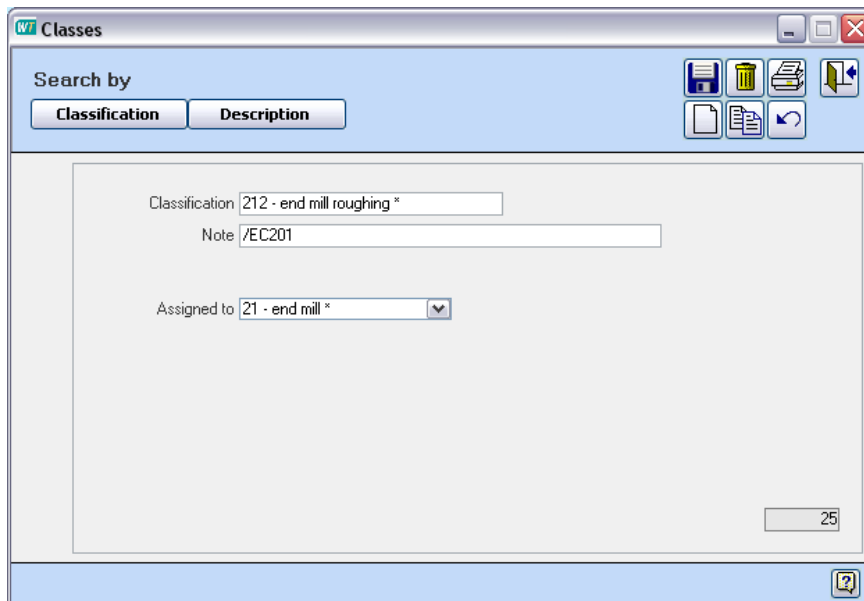 WT Classes
Search by
Classification Description
Classification 212 - end mill roughing *
Note /EC201
Assigned to 21 - end mill *
25
?